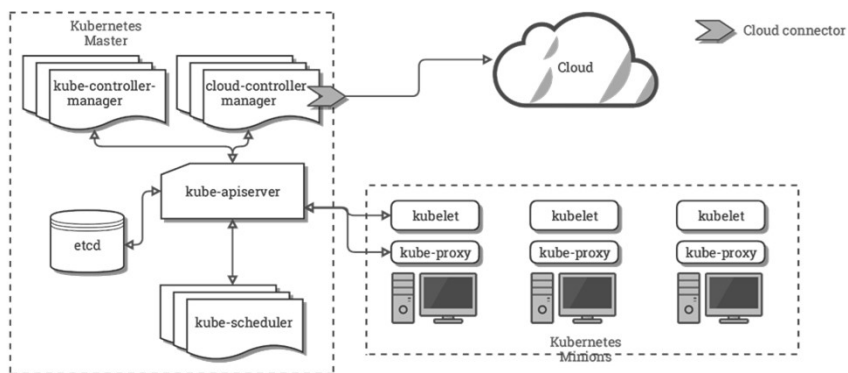 Kubernetes
Master
kube-controller-
manager
cloud-controller
manager
Cloud
Cloud connector
kube-apiserver
etcd
kube-scheduler
kubelet
kubelet
kubelet
kube-proxy
kube-proxy
kube-proxy
Kubernetes
Minions